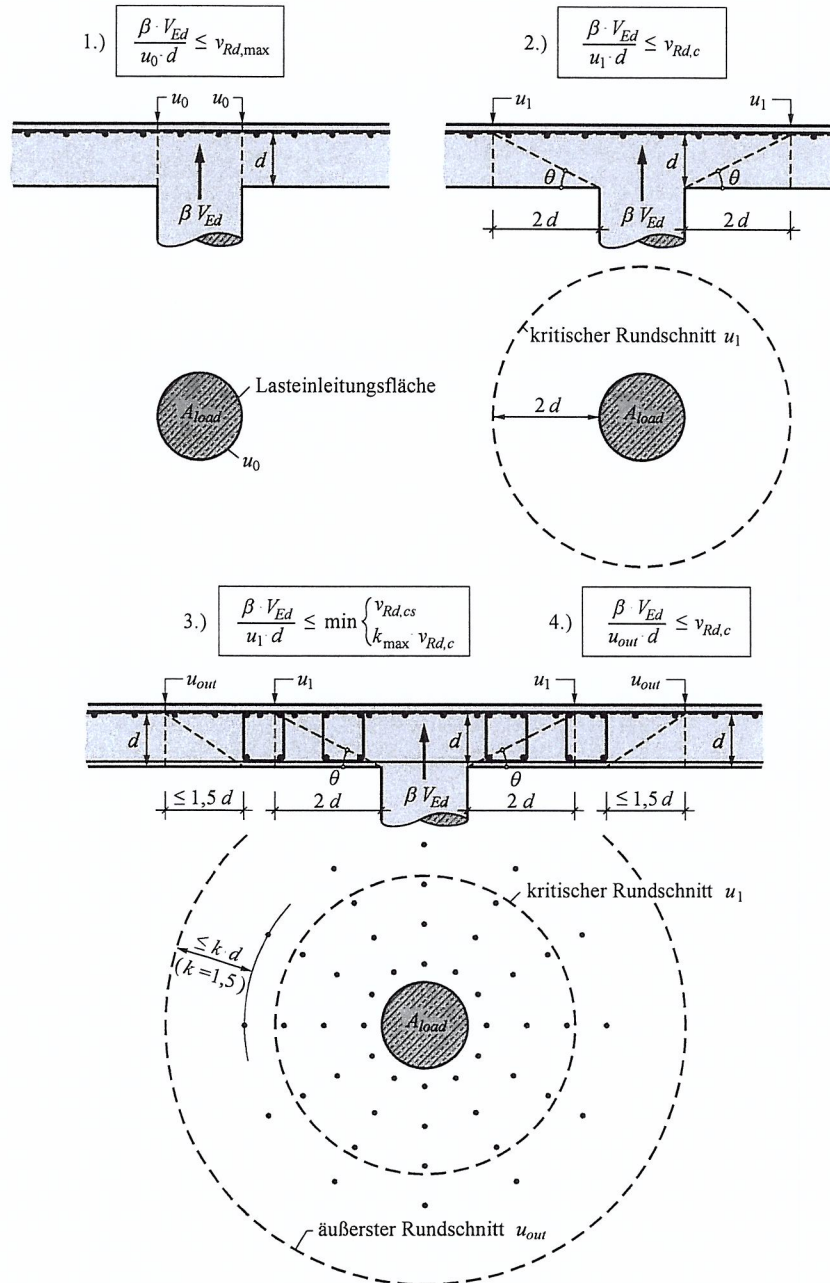 1.) β · V_Ed / u_0 · d ≤ v_Rd,max
2.) β · V_Ed / u_1 · d ≤ v_Rd,c
u_0 u_0
u_1 u_1
d
d
θ θ
β V_Ed
β V_Ed
2 d 2 d
kritischer Rundschnitt u_1
Lasteinleitungsfläche
A_load
u_0
2 d
A_load
3.) β · V_Ed / u_1 · d ≤ min { v_Rd,cs
k_max · v_Rd,c
4.) β · V_Ed / u_out · d ≤ v_Rd,c
u_out u_1 u_1 u_out
d d d
θ θ
≤ 1,5 d 2 d β V_Ed 2 d ≤ 1,5 d
kritischer Rundschnitt u_1
≤ k · d
(k = 1,5)
A_load
äußerster Rundschnitt u_out